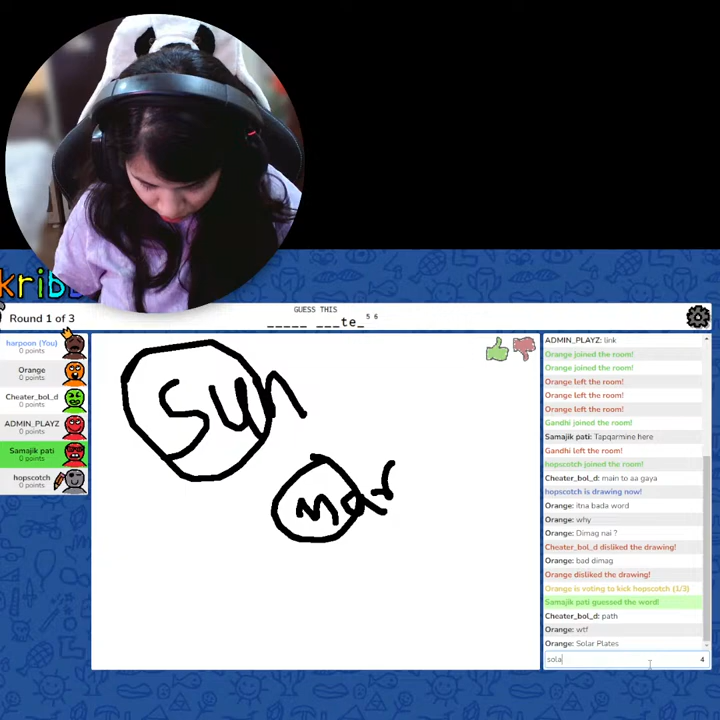 kribb
Round 1 of 3
GUESS THIS
_____ ___te_ 5 6
harpoon (You)
0 points
Orange
0 points
Cheater_bol_d
0 points
ADMIN_PLAYZ
0 points
Samajik pati
0 points
hopscotch
0 points
Sun
mar
ADMIN_PLAYZ: link
Orange joined the room!
Orange joined the room!
Orange left the room!
Orange left the room!
Orange left the room!
Gandhi joined the room!
Samajik pati: Tapqarmine here
Gandhi left the room!
hopscotch joined the room!
Cheater_bol_d: main to aa gaya
hopscotch is drawing now!
Orange: itna bada word
Orange: why
Orange: Dimag nai ?
Cheater_bol_d disliked the drawing!
Orange: bad dimag
Orange disliked the drawing!
Orange is voting to kick hopscotch (1/3)
Samajik pati guessed the word!
Cheater_bol_d: path
Orange: wtf
Orange: Solar Plates
sola 4